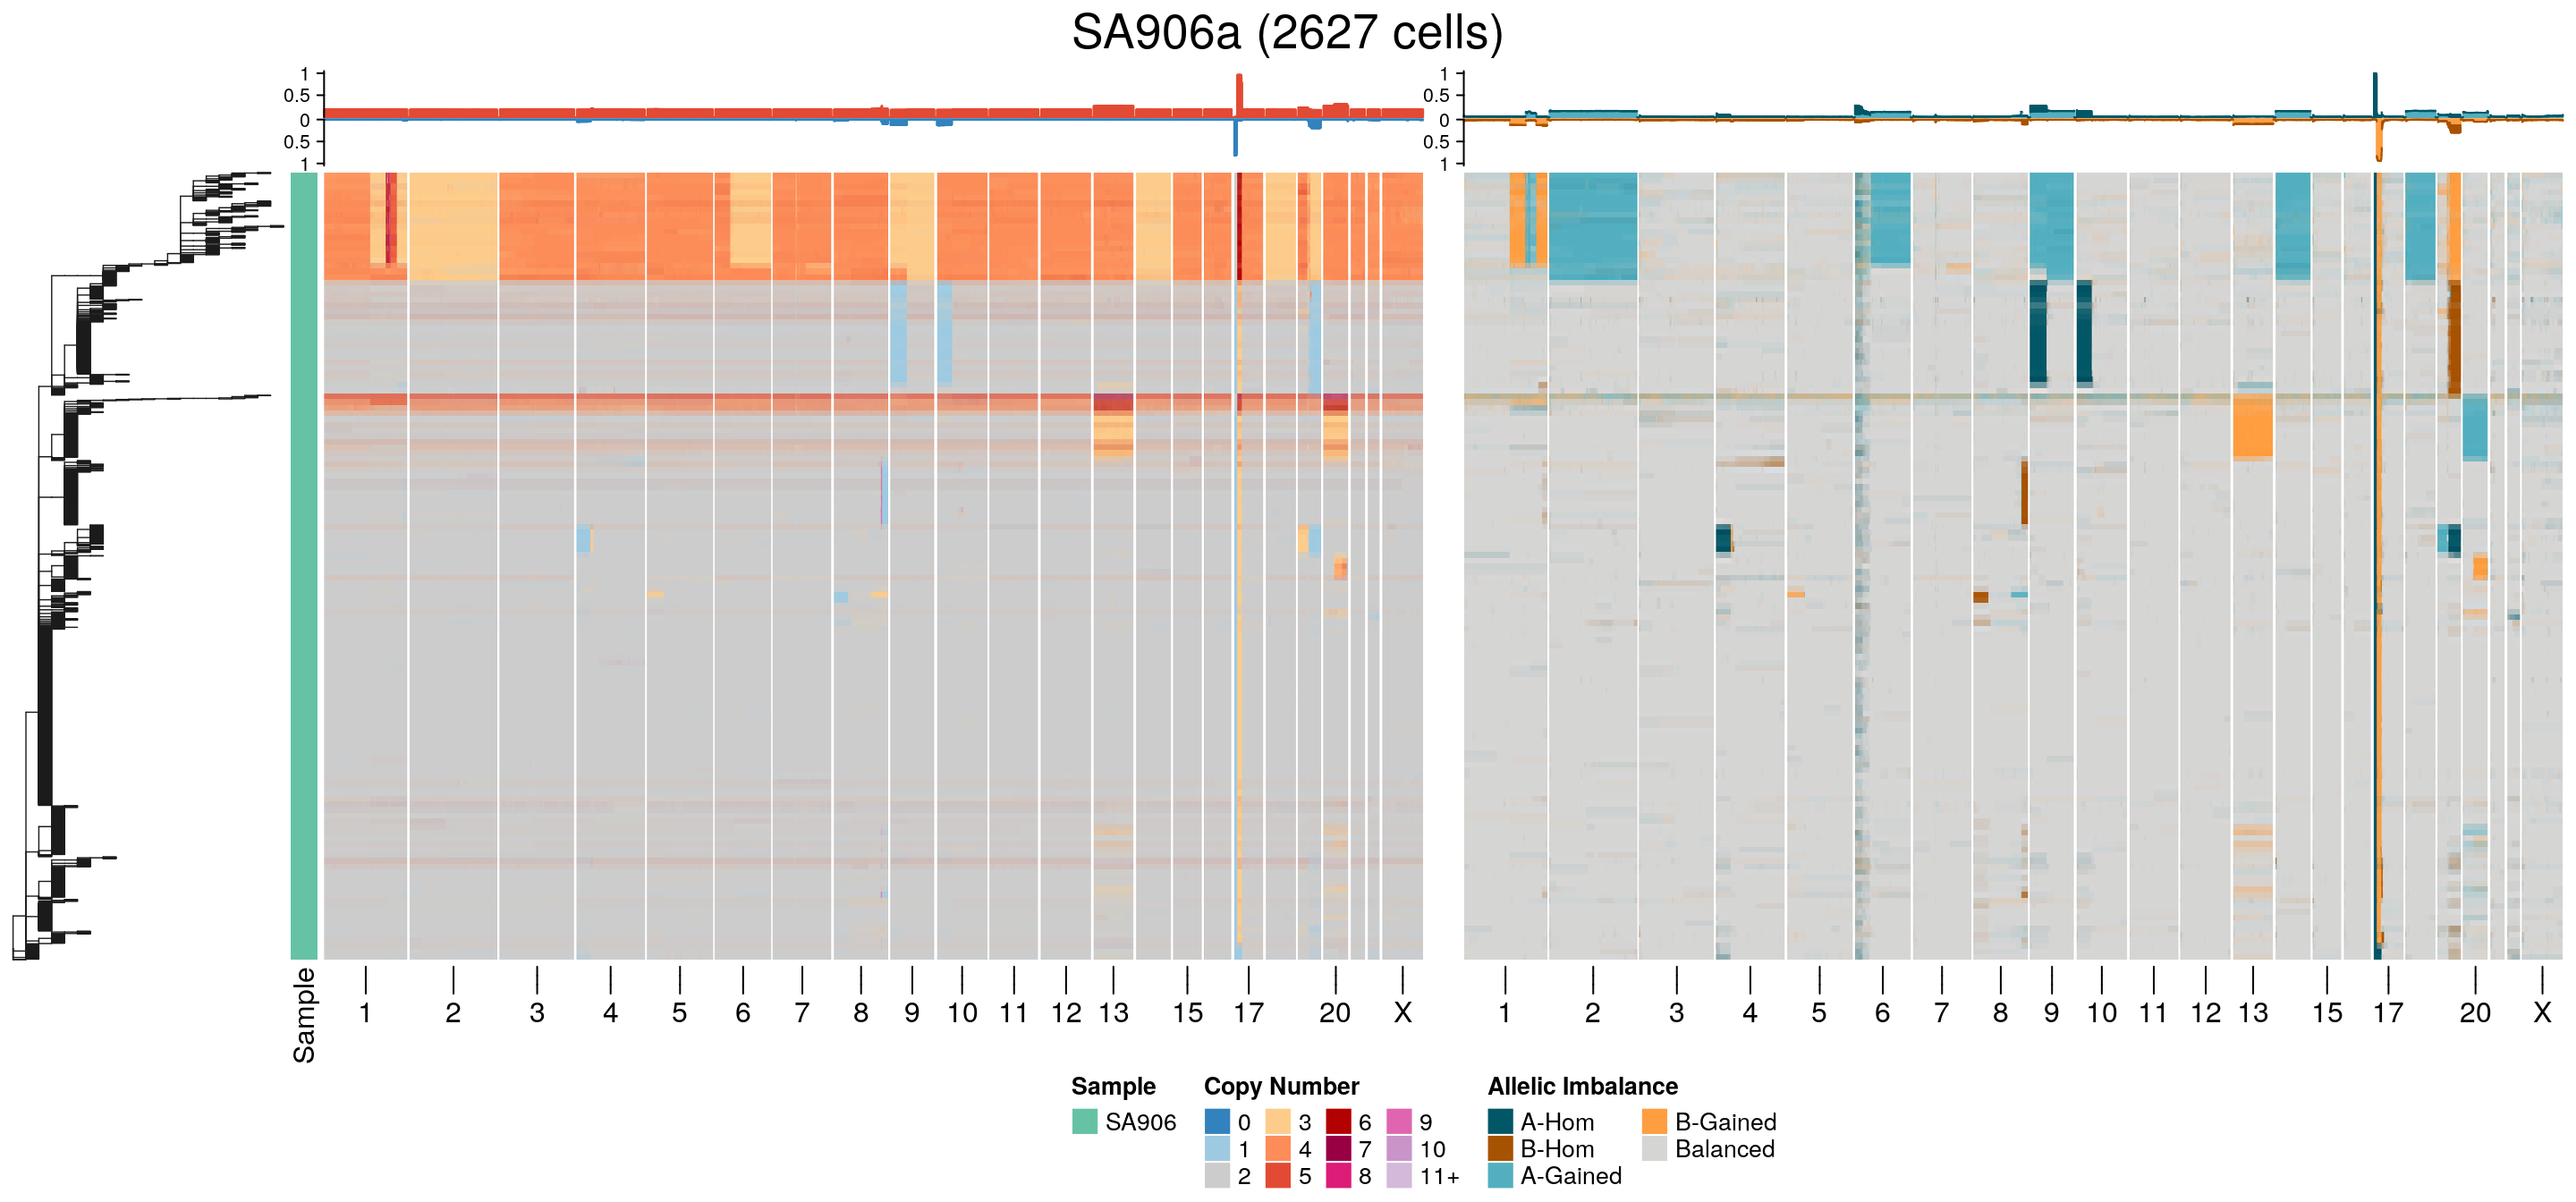 SA906a (2627 cells)
1
0.5
0
0.5
1
1
0.5
0
0.5
1
Sample
1 2 3 4 5 6 7 8 9 10 11 12 13 15 17 20 X
1 2 3 4 5 6 7 8 9 10 11 12 13 15 17 20 X
Sample
SA906
Copy Number
0 3 6 9
1 4 7 10
2 5 8 11+
Allelic Imbalance
A-Hom B-Gained
B-Hom Balanced
A-Gained